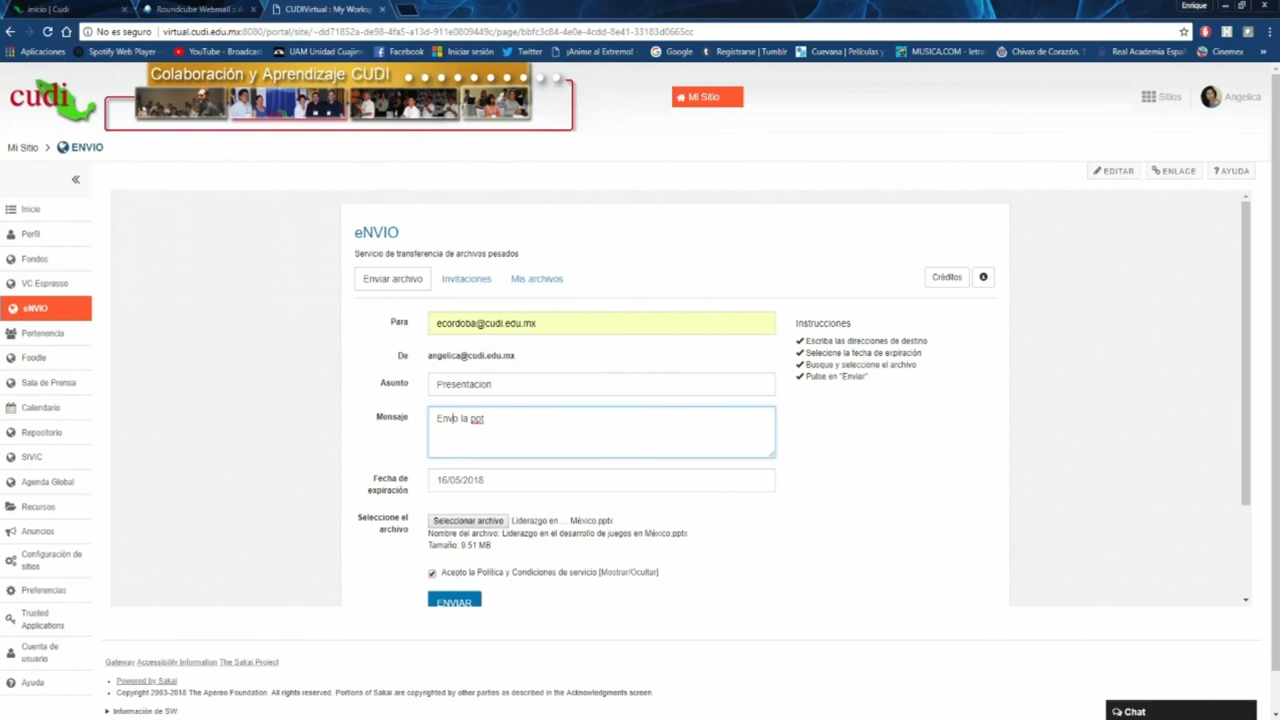 inicio | Cudi
Roundcube Webmail :: A
CUDIVirtual : My Worksp
Enrique
No es seguro | virtual.cudi.edu.mx:8080/portal/site/~dd71852a-de98-4fa5-a13d-911e0809449c/page/bbfc3c84-4e0e-4cdd-8e41-33183d0665cc
Aplicaciones
Spotify Web Player -
YouTube - Broadcast
UAM Unidad Cuajim
Facebook
Iniciar sesión
Twitter
¡Anime al Extremo!
Google
Registrarse | Tumblr
Cuevana | Películas y
MUSICA.COM - letra
Chivas de Corazón.
Real Academia Españ
Cinemex
cudi
Colaboración y Aprendizaje CUDI
Mi Sitio
Sitios
Angelica
Mi Sitio > ENVIO
EDITAR
ENLACE
? AYUDA
«
Inicio
Perfil
Fondos
VC Espresso
eNVIO
Pertenencia
Foodle
Sala de Prensa
Calendario
Repositorio
SIVIC
Agenda Global
Recursos
Anuncios
Configuración de
sitios
Preferencias
Trusted
Applications
Cuenta de
usuario
Ayuda
eNVIO
Servicio de transferencia de archivos pesados
Enviar archivo
Invitaciones
Mis archivos
Créditos
Para
ecordoba@cudi.edu.mx
De
angelica@cudi.edu.mx
Asunto
Presentacion
Mensaje
Envo la ppt
Fecha de
expiración
16/05/2018
Seleccione el
archivo
Seleccionar archivo
Liderazgo en ... México.pptx
Nombre del archivo: Liderazgo en el desarrollo de juegos en México.pptx
Tamaño: 9.51 MB
Acepto la Política y Condiciones de servicio [Mostrar/Ocultar]
ENVIAR
Instrucciones
Escriba las direcciones de destino
Selecione la fecha de expiración
Busque y seleccione el archivo
Pulse en "Enviar"
Gateway Accessibility Information The Sakai Project
Powered by Sakai
Copyright 2003-2018 The Apereo Foundation. All rights reserved. Portions of Sakai are copyrighted by other parties as described in the Acknowledgments screen.
Información de SW:
Chat